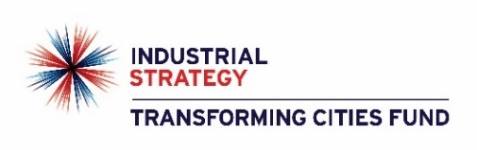 INDUSTRIAL
STRATEGY
TRANSFORMING CITIES FUND